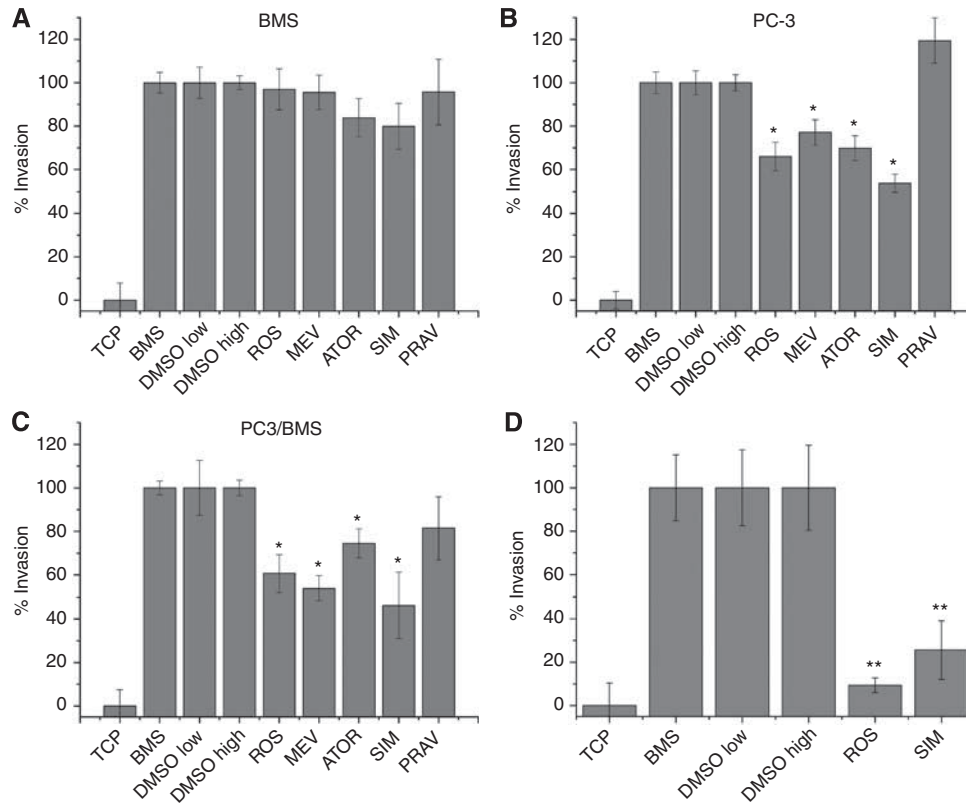 A
BMS
% Invasion
120
100
80
60
40
20
0
TCP
BMS
DMSO low
DMSO high
ROS
MEV
ATOR
SIM
PRAV
B
PC-3
% Invasion
120
100
80
60
40
20
0
*
*
*
*
TCP
BMS
DMSO low
DMSO high
ROS
MEV
ATOR
SIM
PRAV
C
PC3/BMS
% Invasion
120
100
80
60
40
20
0
*
*
*
*
TCP
BMS
DMSO low
DMSO high
ROS
MEV
ATOR
SIM
PRAV
D
% Invasion
120
100
80
60
40
20
0
**
**
TCP
BMS
DMSO low
DMSO high
ROS
SIM